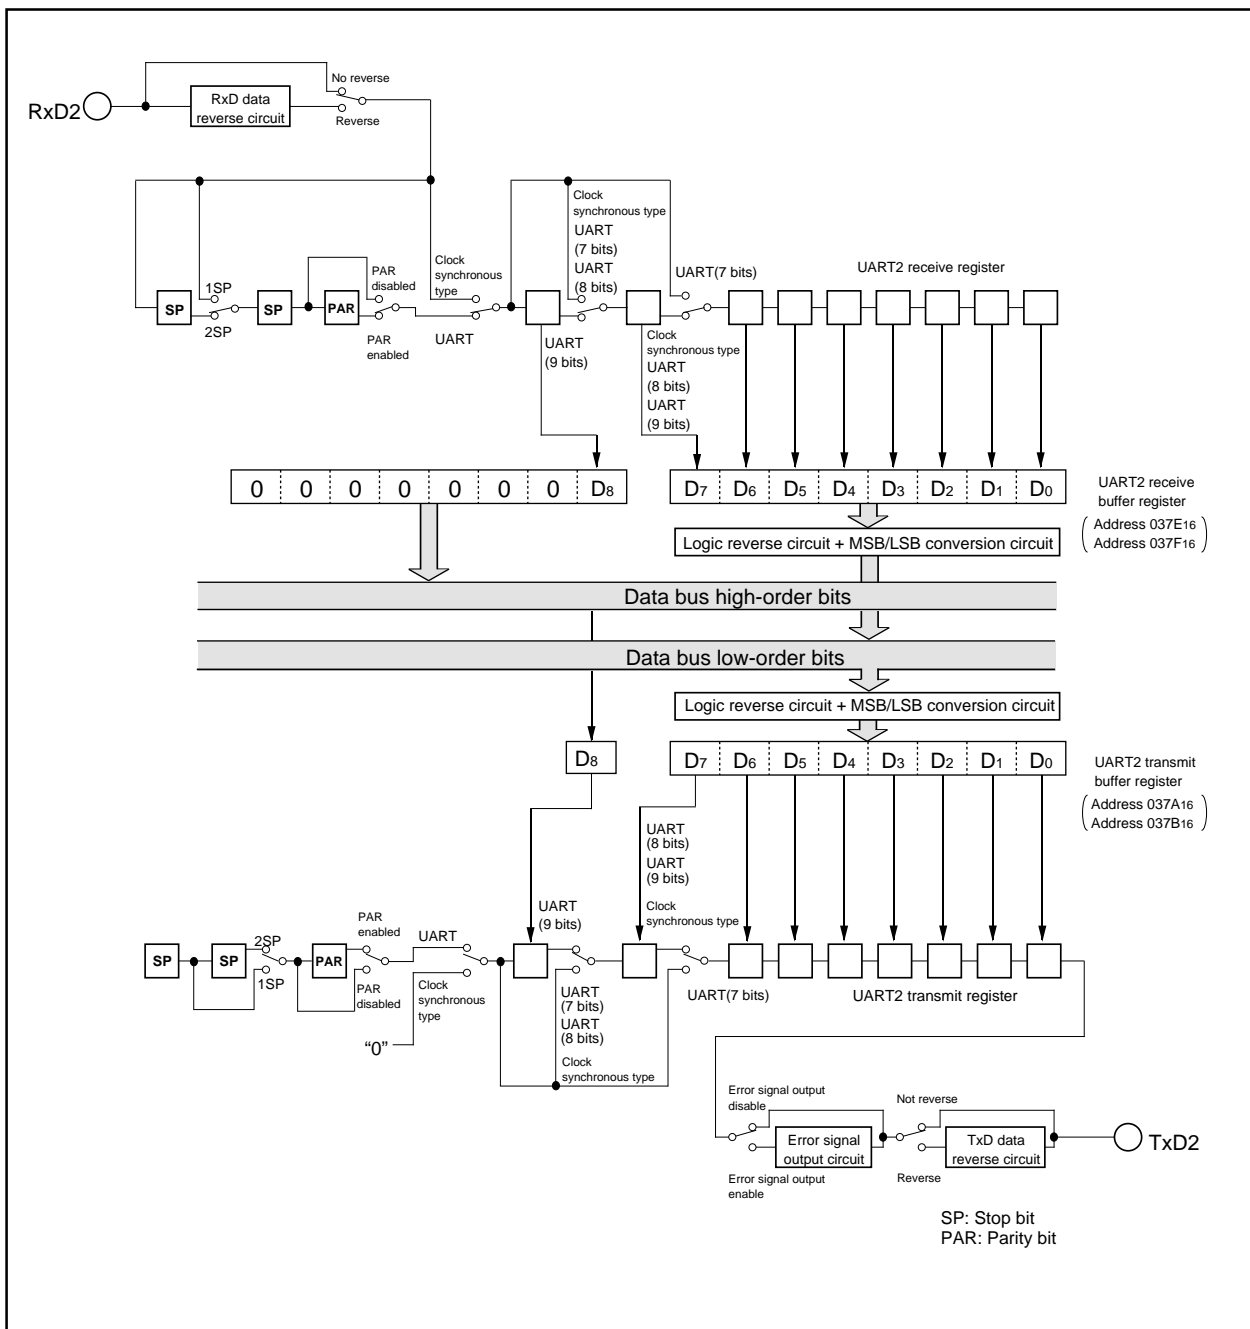 No reverse
RxD2
RxD data
reverse circuit
Reverse
Clock
synchronous type
UART
(7 bits)
UART
(8 bits)
PAR
disabled
Clock
synchronous
type
UART(7 bits)
UART2 receive register
1SP
SP
SP
PAR
2SP
PAR
enabled
UART
UART
(9 bits)
Clock
synchronous type
UART
(8 bits)
UART
(9 bits)
0 0 0 0 0 0 0 D8
D7 D6 D5 D4 D3 D2 D1 D0
UART2 receive
buffer register
Address 037E16
Address 037F16
Logic reverse circuit + MSB/LSB conversion circuit
Data bus high-order bits
Data bus low-order bits
Logic reverse circuit + MSB/LSB conversion circuit
D8
D7 D6 D5 D4 D3 D2 D1 D0
UART2 transmit
buffer register
Address 037A16
Address 037B16
UART
(8 bits)
UART
(9 bits)
Clock
synchronous type
UART
(9 bits)
PAR
enabled
UART
2SP
SP
SP
PAR
1SP
PAR
disabled
Clock
synchronous
type
“0”
UART
(7 bits)
UART
(8 bits)
Clock
synchronous type
UART(7 bits)
UART2 transmit register
Error signal output
disable
Not reverse
Error signal
output circuit
TxD data
reverse circuit
TxD2
Error signal output
enable
Reverse
SP: Stop bit
PAR: Parity bit